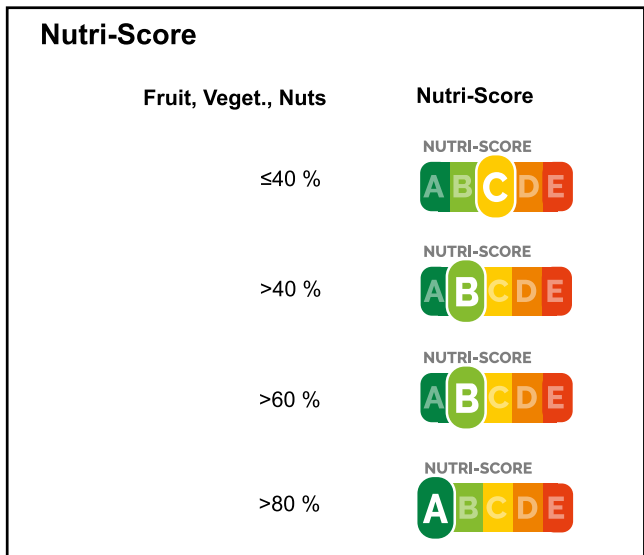 Nutri-Score
Fruit, Veget., Nuts Nutri-Score
NUTRI-SCORE
≤40 % A B C D E
NUTRI-SCORE
>40 % A B C D E
NUTRI-SCORE
>60 % A B C D E
NUTRI-SCORE
>80 % A B C D E